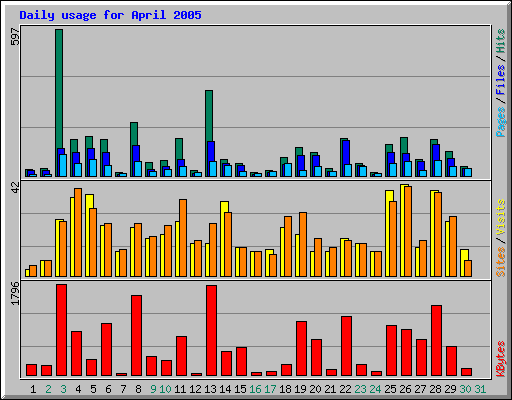 Daily usage for April 2005
597
42
1796
Pages / Files / Hits
Sites / Visits
KBytes
1 2 3 4 5 6 7 8 9 10 11 12 13 14 15 16 17 18 19 20 21 22 23 24 25 26 27 28 29 30 31